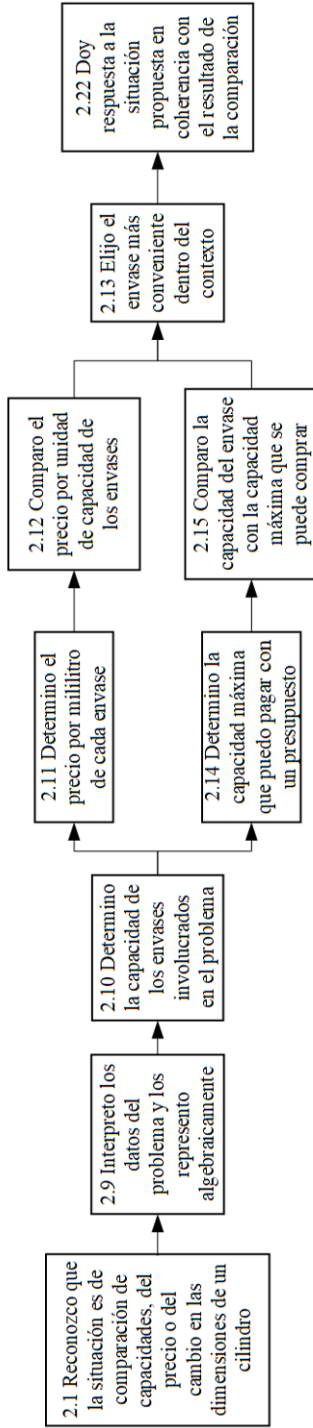 2.1 Reconozco que
la situación es de
comparación de
capacidades, del
precio o del
cambio en las
dimensiones de un
cilindro
2.9 Interpreto los
datos del
problema y los
represento
algebraicamente
2.10 Determino
la capacidad de
los envases
involucrados
en el problema
2.11 Determino el
precio por mililitro
de cada envase
2.12 Comparo el
precio por unidad
de capacidad de
los envases
2.14 Determino la
capacidad máxima
que puedo pagar con
un presupuesto
2.15 Comparo la
capacidad del envase
con la capacidad
máxima que se
puede comprar
2.13 Elijo el
envase más
conveniente
dentro del
contexto
2.22 Doy
respuesta a la
situación
propuesta en
coherencia con
el resultado de
la comparación